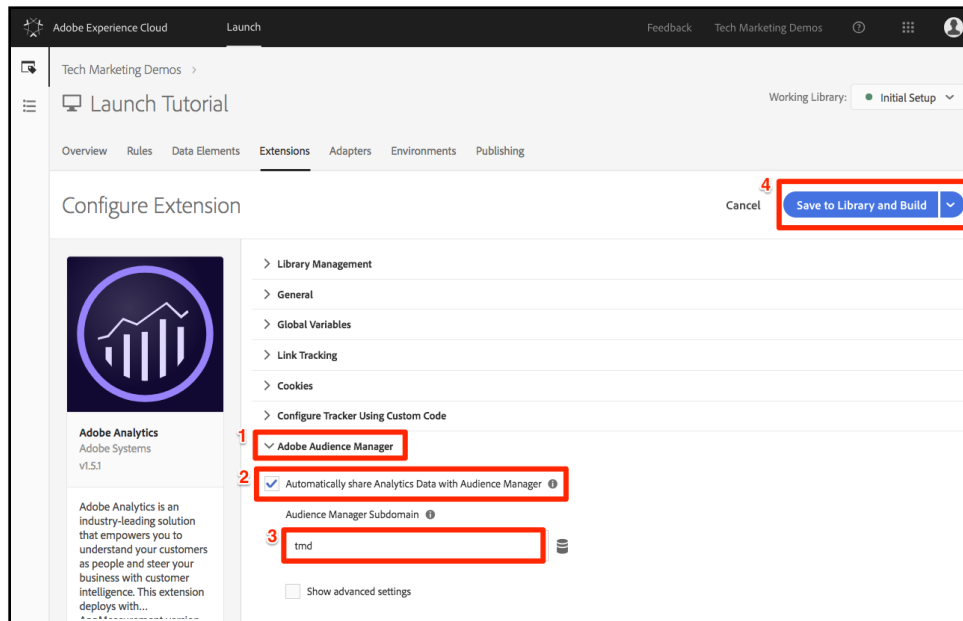 Adobe Experience Cloud
Launch
Feedback
Tech Marketing Demos
Tech Marketing Demos >
Launch Tutorial
Working Library:
Initial Setup
Overview
Rules
Data Elements
Extensions
Adapters
Environments
Publishing
Configure Extension
Cancel
4
Save to Library and Build
Library Management
General
Global Variables
Link Tracking
Cookies
Configure Tracker Using Custom Code
1
Adobe Audience Manager
2
Automatically share Analytics Data with Audience Manager
Audience Manager Subdomain
3
tmd
Show advanced settings
Adobe Analytics
Adobe Systems
v1.5.1
Adobe Analytics is an
industry-leading solution
that empowers you to
understand your customers
as people and steer your
business with customer
intelligence. This extension
deploys with...